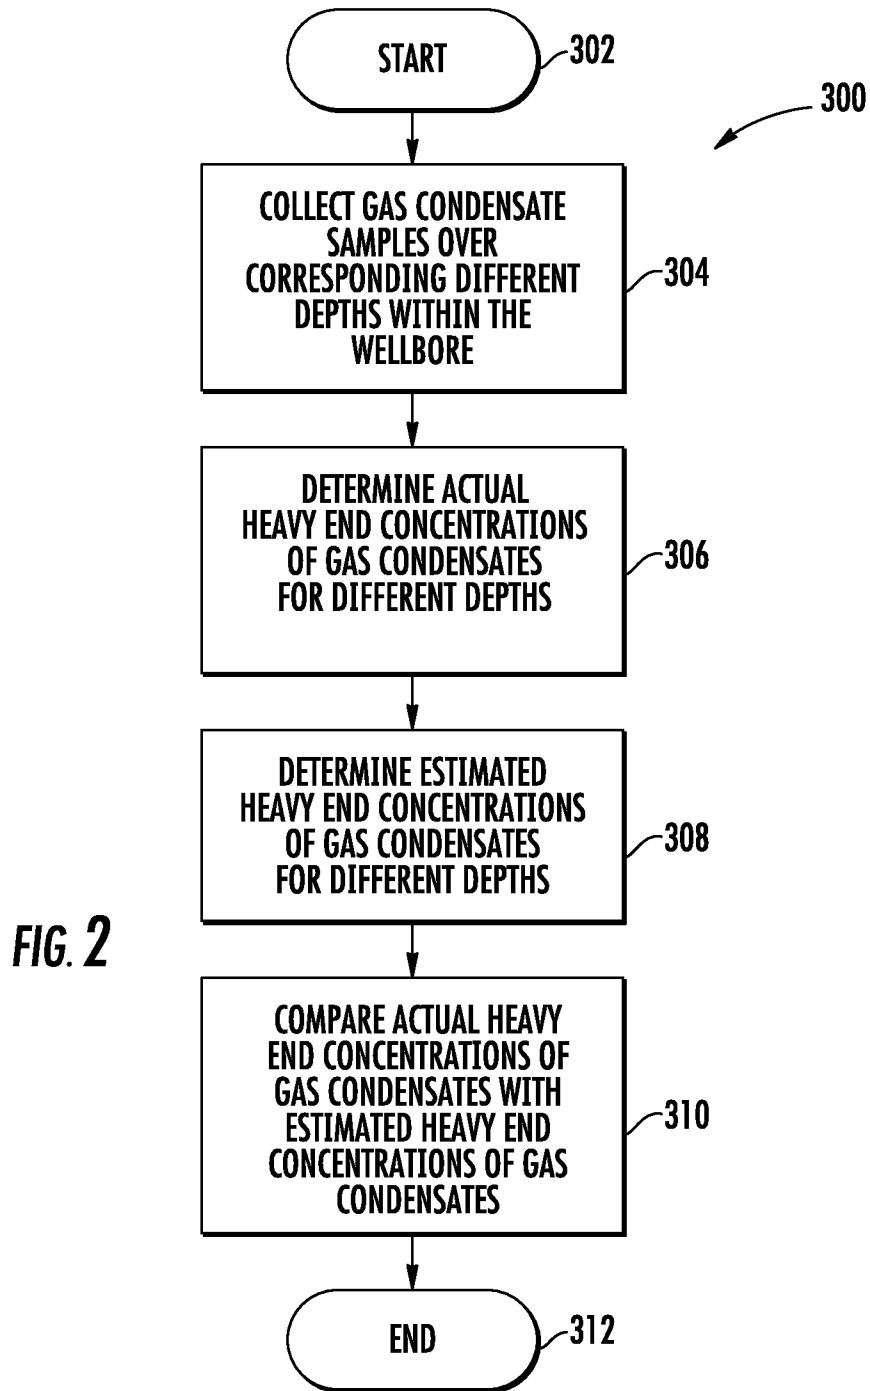 START
302
300
COLLECT GAS CONDENSATE
SAMPLES OVER
CORRESPONDING DIFFERENT
DEPTHS WITHIN THE
WELLBORE
304
DETERMINE ACTUAL
HEAVY END CONCENTRATIONS
OF GAS CONDENSATES
FOR DIFFERENT DEPTHS
306
DETERMINE ESTIMATED
HEAVY END CONCENTRATIONS
OF GAS CONDENSATES
FOR DIFFERENT DEPTHS
308
FIG. 2
COMPARE ACTUAL HEAVY
END CONCENTRATIONS OF
GAS CONDENSATES WITH
ESTIMATED HEAVY END
CONCENTRATIONS OF GAS
CONDENSATES
310
END
312